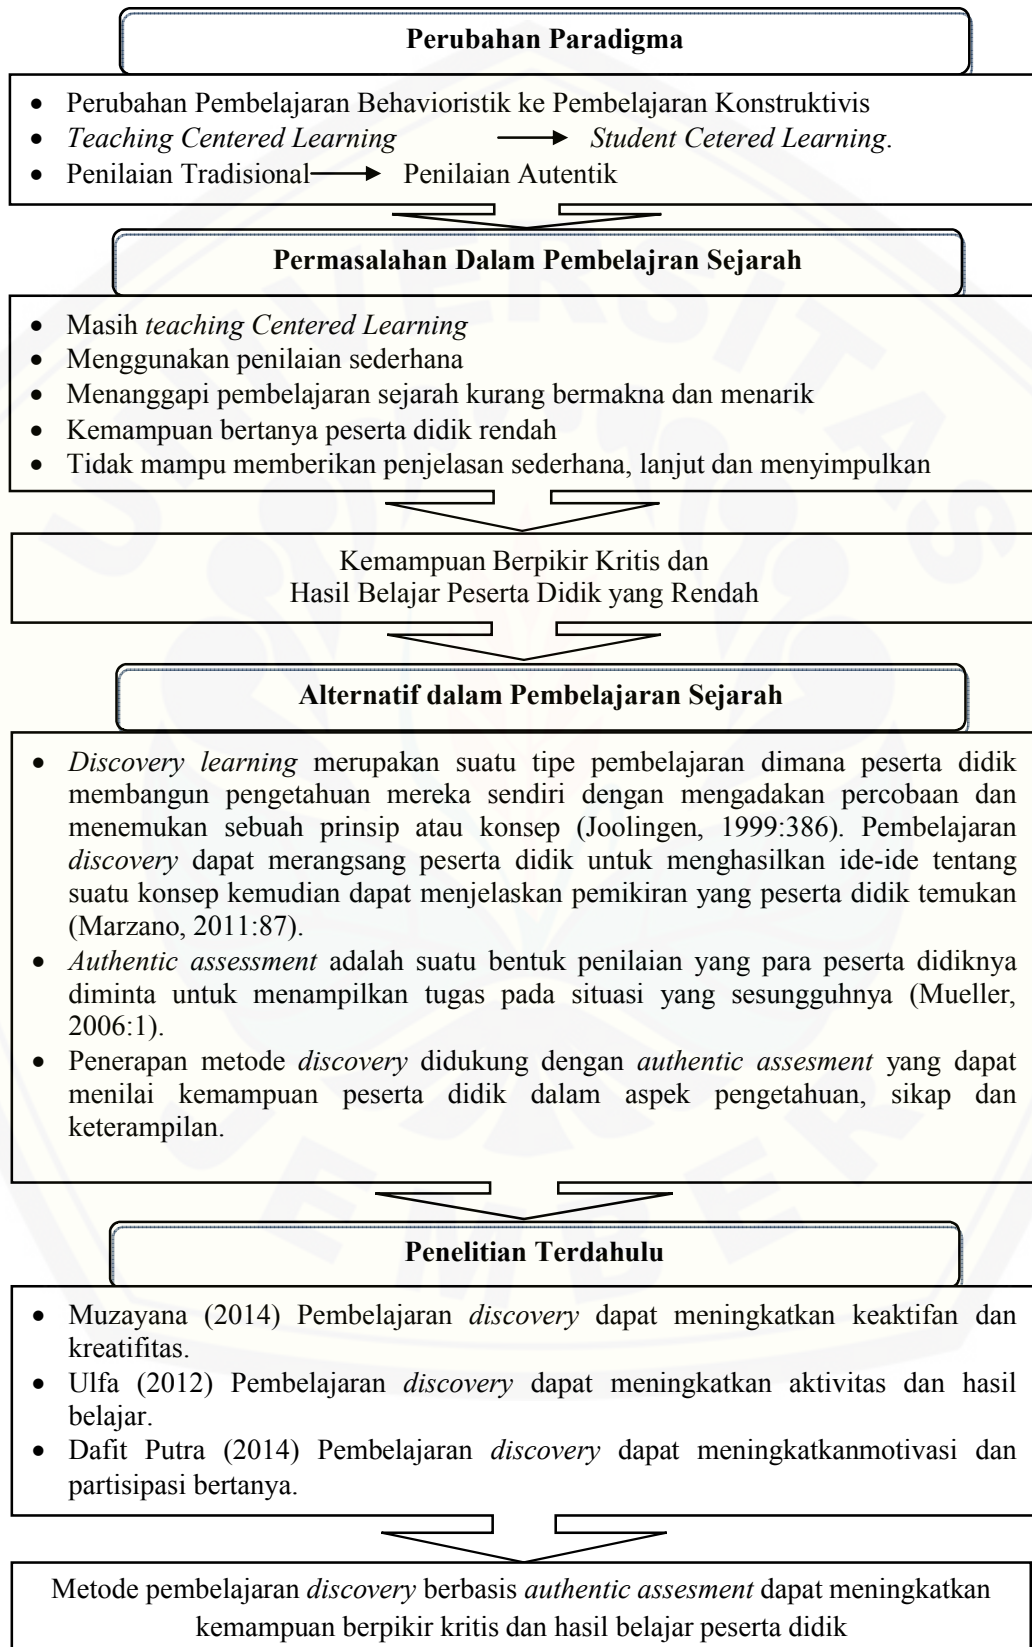 Perubahan Paradigma
• Perubahan Pembelajaran Behavioristik ke Pembelajaran Konstruktivis
• Teaching Centered Learning → Student Cetered Learning.
• Penilaian Tradisional → Penilaian Autentik
Permasalahan Dalam Pembelajran Sejarah
• Masih teaching Centered Learning
• Menggunakan penilaian sederhana
• Menanggapi pembelajaran sejarah kurang bermakna dan menarik
• Kemampuan bertanya peserta didik rendah
• Tidak mampu memberikan penjelasan sederhana, lanjut dan menyimpulkan
Kemampuan Berpikir Kritis dan
Hasil Belajar Peserta Didik yang Rendah
Alternatif dalam Pembelajaran Sejarah
• Discovery learning merupakan suatu tipe pembelajaran dimana peserta didik
membangun pengetahuan mereka sendiri dengan mengadakan percobaan dan
menemukan sebuah prinsip atau konsep (Joolingen, 1999:386). Pembelajaran
discovery dapat merangsang peserta didik untuk menghasilkan ide-ide tentang
suatu konsep kemudian dapat menjelaskan pemikiran yang peserta didik temukan
(Marzano, 2011:87).
• Authentic assessment adalah suatu bentuk penilaian yang para peserta didiknya
diminta untuk menampilkan tugas pada situasi yang sesungguhnya (Mueller,
2006:1).
• Penerapan metode discovery didukung dengan authentic assesment yang dapat
menilai kemampuan peserta didik dalam aspek pengetahuan, sikap dan
keterampilan.
Penelitian Terdahulu
• Muzayana (2014) Pembelajaran discovery dapat meningkatkan keaktifan dan
kreatifitas.
• Ulfa (2012) Pembelajaran discovery dapat meningkatkan aktivitas dan hasil
belajar.
• Dafit Putra (2014) Pembelajaran discovery dapat meningkatkanmotivasi dan
partisipasi bertanya.
Metode pembelajaran discovery berbasis authentic assesment dapat meningkatkan
kemampuan berpikir kritis dan hasil belajar peserta didik
UNIVERSITAS
JEMBER